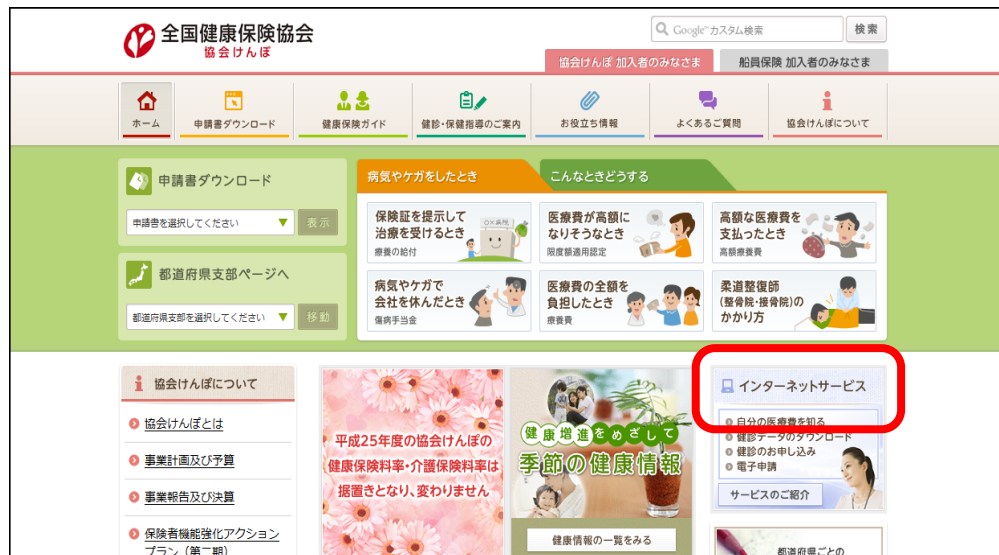 全国健康保険協会
協会けんぽ
Google™カスタム検索
検索
協会けんぽ 加入者のみなさま
船員保険 加入者のみなさま
ホーム
申請書ダウンロード
健康保険ガイド
健診・保健指導のご案内
お役立ち情報
よくあるご質問
協会けんぽについて
申請書ダウンロード
申請書を選択してください
表示
都道府県支部ページへ
都道府県支部を選択してください
移動
病気やケガをしたとき
こんなときどうする
保険証を提示して
治療を受けるとき
療養の給付
医療費が高額に
なりそうなとき
限度額適用認定
高額な医療費を
支払ったとき
高額療養費
病気やケガで
会社を休んだとき
傷病手当金
医療費の全額を
負担したとき
療養費
柔道整復師
(整骨院・接骨院)の
かかり方
協会けんぽについて
協会けんぽとは
事業計画及び予算
事業報告及び決算
保険者機能強化アクション
プラン（第二期）
平成25年度の協会けんぽの
健康保険料率・介護保険料率は
据置きとなり、変わりません
健康増進をめざして
季節の健康情報
健康情報の一覧をみる
インターネットサービス
自分の医療費を知る
健診データのダウンロード
健診のお申し込み
電子申請
サービスのご紹介
都道府県ごとの